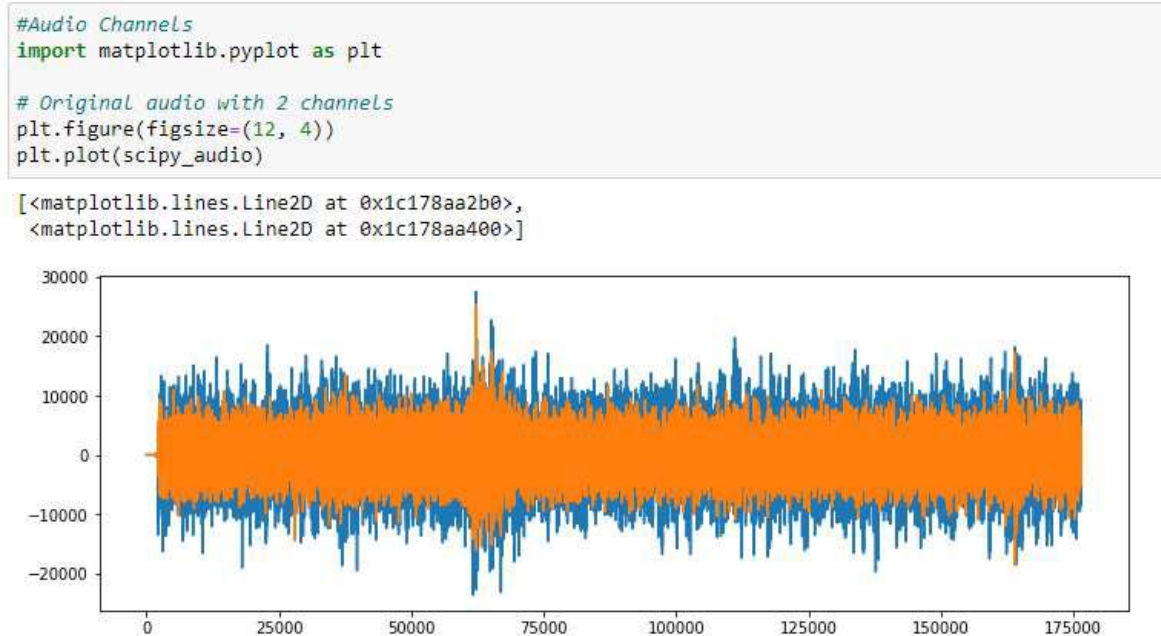 #Audio Channels
import matplotlib.pyplot as plt
# Original audio with 2 channels
plt.figure(figsize=(12, 4))
plt.plot(scipy_audio)
[<matplotlib.lines.Line2D at 0x1c178aa2b0>,
 <matplotlib.lines.Line2D at 0x1c178aa400>]
30000
20000
10000
0
−10000
−20000
0 25000 50000 75000 100000 125000 150000 175000